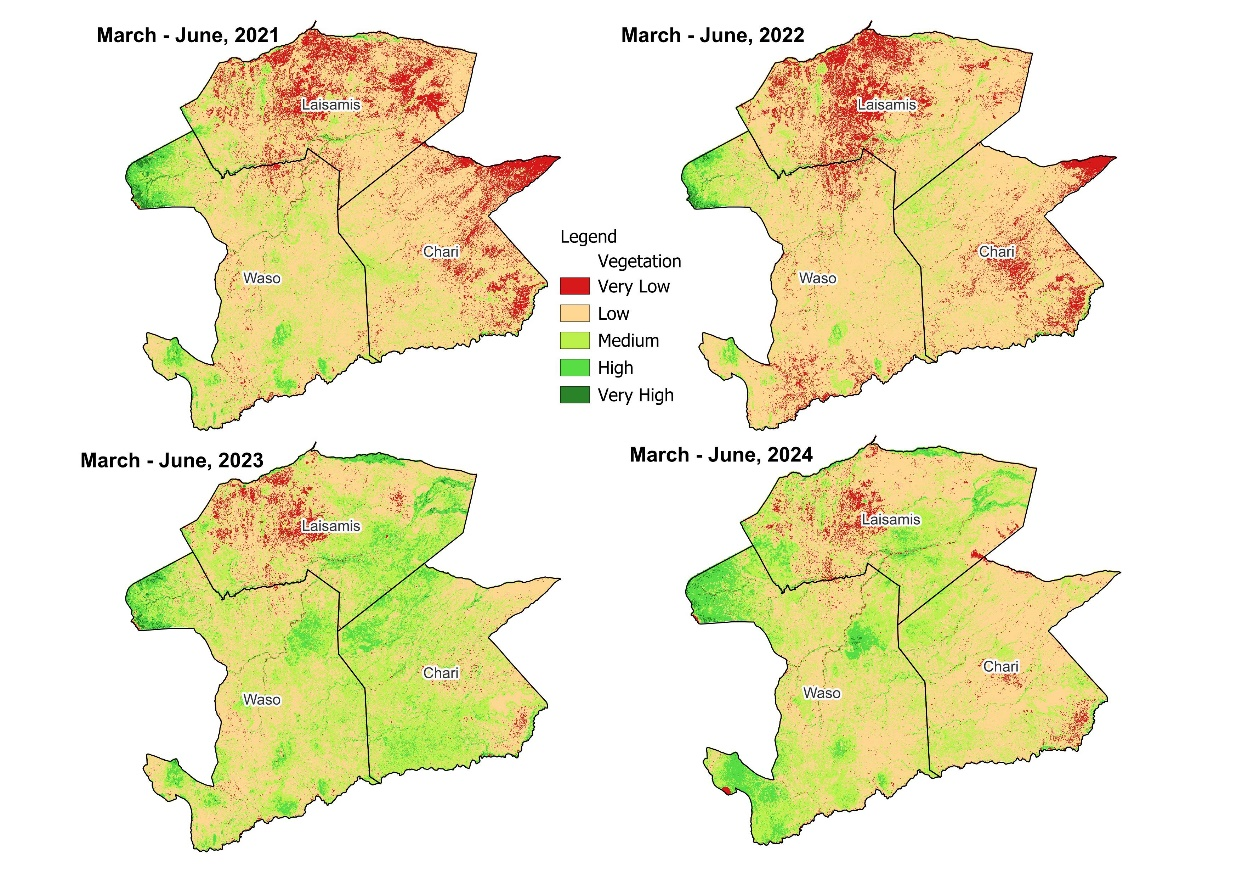 March - June, 2021
March - June, 2022
Laisamis
Laisamis
Legend
Vegetation
Very Low
Low
Medium
High
Very High
Chari
Chari
Waso
Waso
March - June, 2023
March - June, 2024
Laisamis
Laisamis
Chari
Chari
Waso
Waso